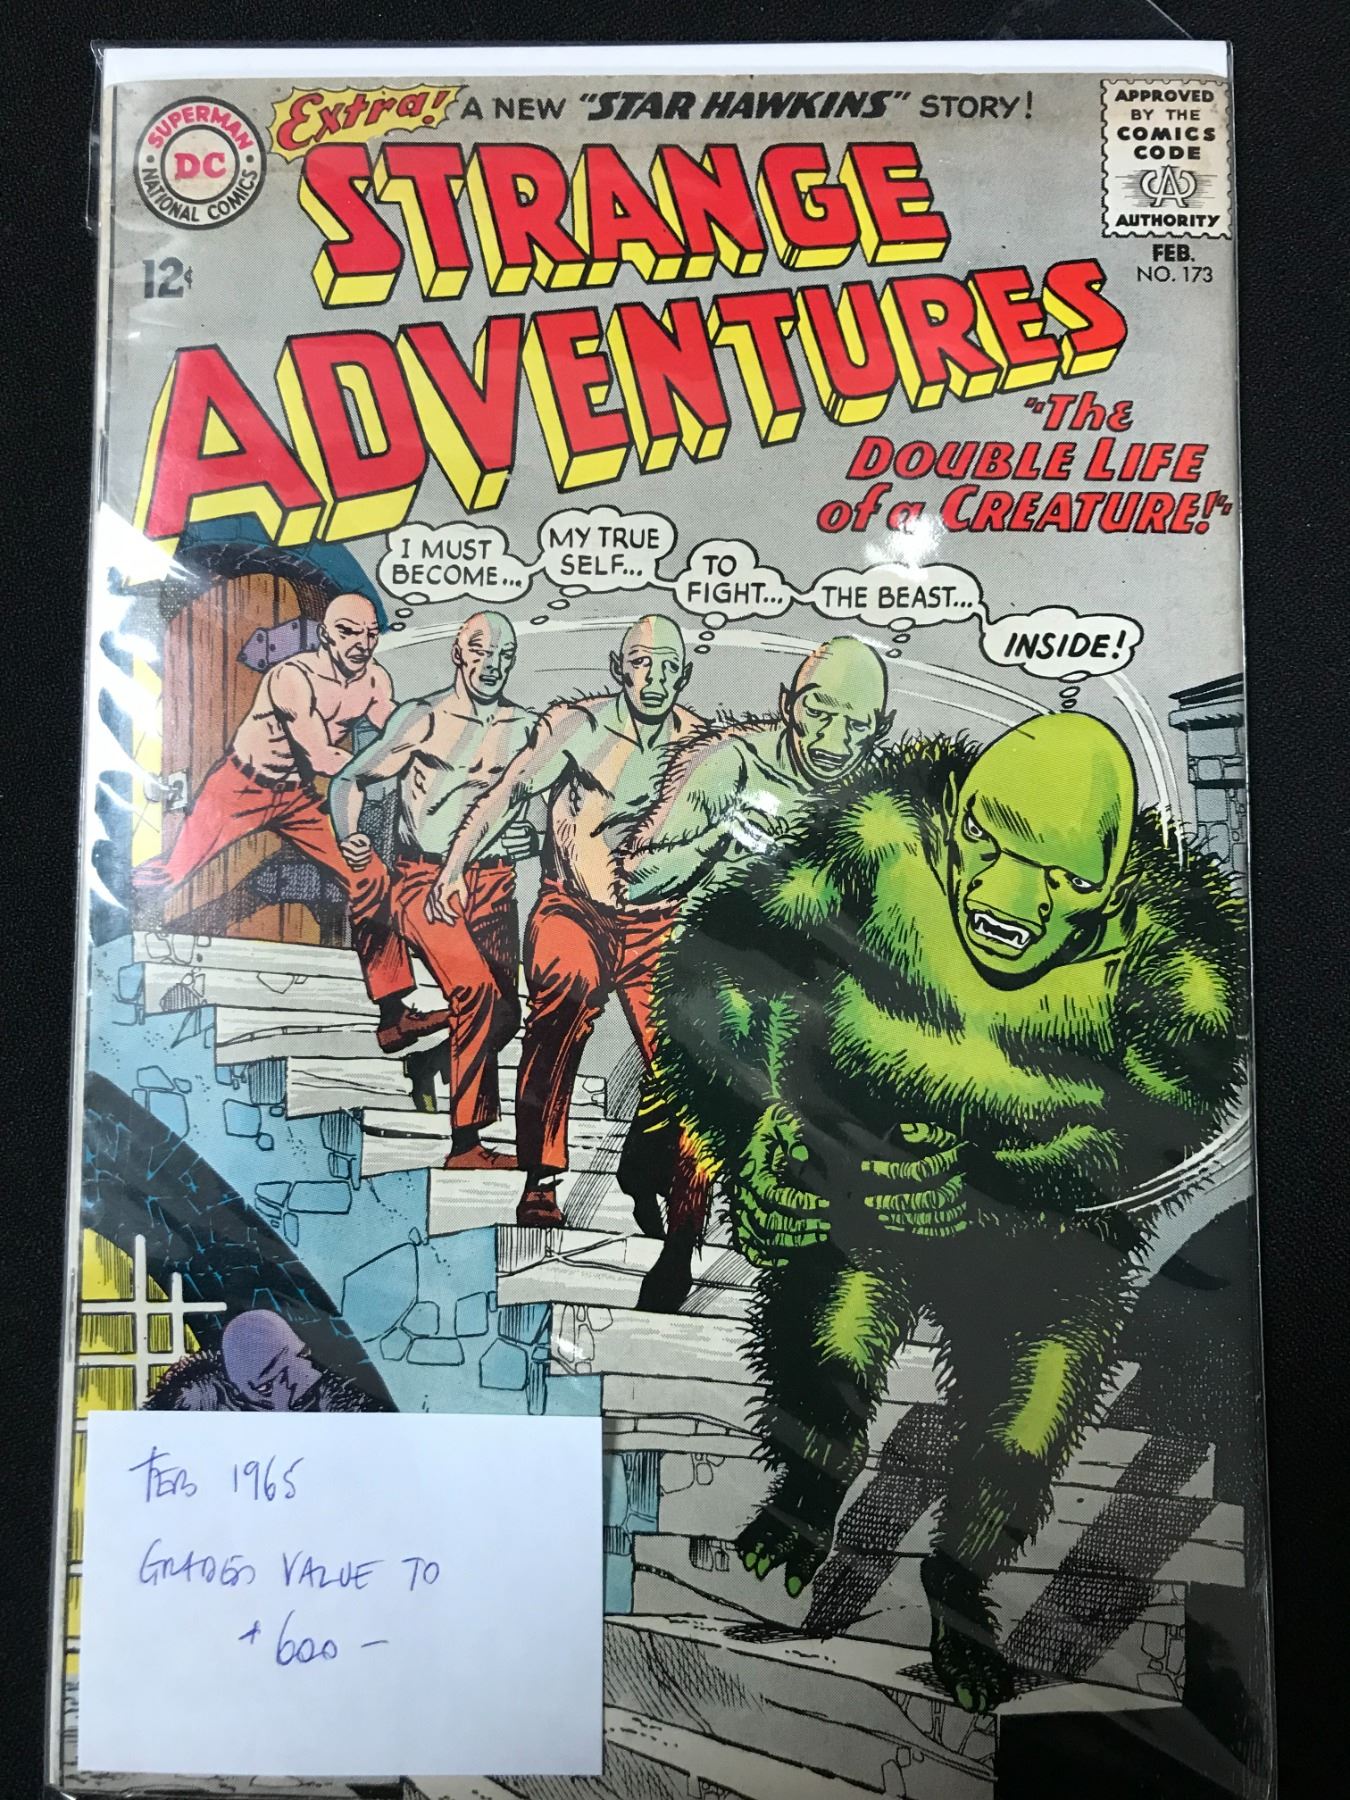 Extra! A NEW "STAR HAWKINS" STORY!
SUPERMAN
DC
NATIONAL COMICS
APPROVED
BY THE
COMICS
CODE
CA
AUTHORITY
FEB.
NO. 173
12¢
STRANGE
ADVENTURES
"The
DOUBLE LIFE
of a CREATURE!"
I MUST
BECOME...
MY TRUE
SELF...
TO
FIGHT...
THE BEAST...
INSIDE!
FEB 1965
GRADED VALUE TO
$600-